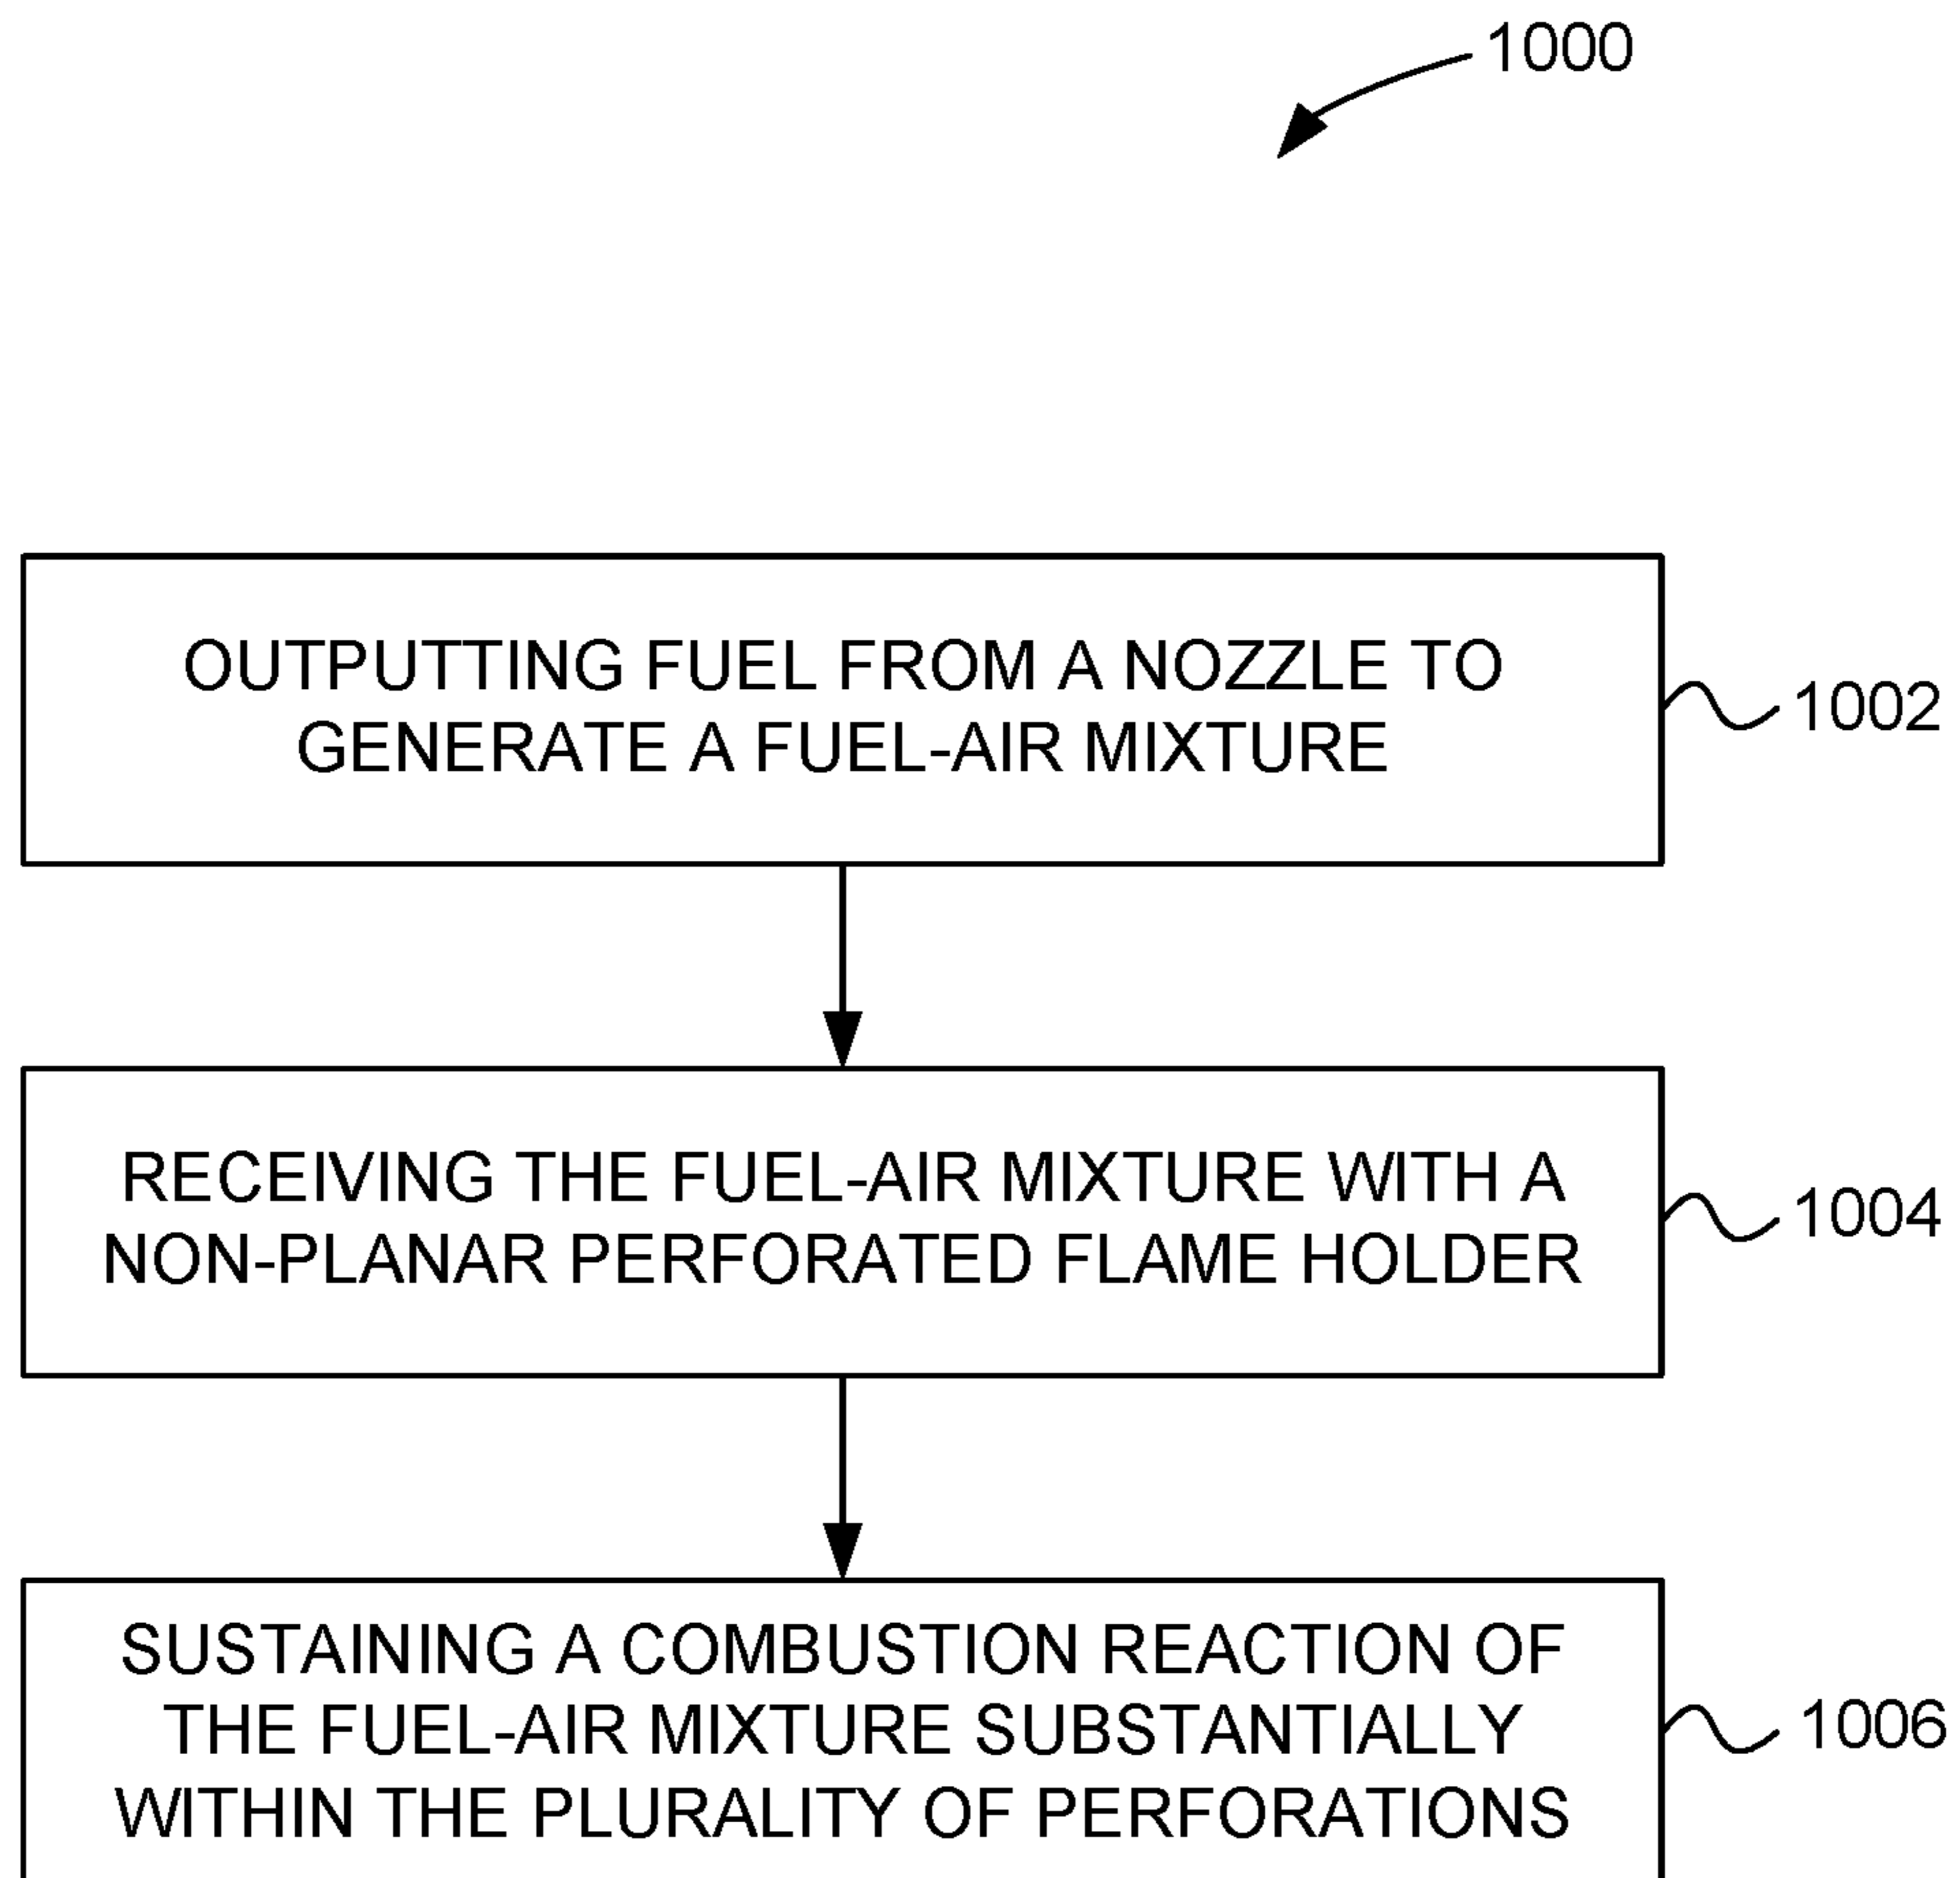 1000
OUTPUTTING FUEL FROM A NOZZLE TO
GENERATE A FUEL-AIR MIXTURE
1002
RECEIVING THE FUEL-AIR MIXTURE WITH A
NON-PLANAR PERFORATED FLAME HOLDER
1004
SUSTAINING A COMBUSTION REACTION OF
THE FUEL-AIR MIXTURE SUBSTANTIALLY
WITHIN THE PLURALITY OF PERFORATIONS
1006